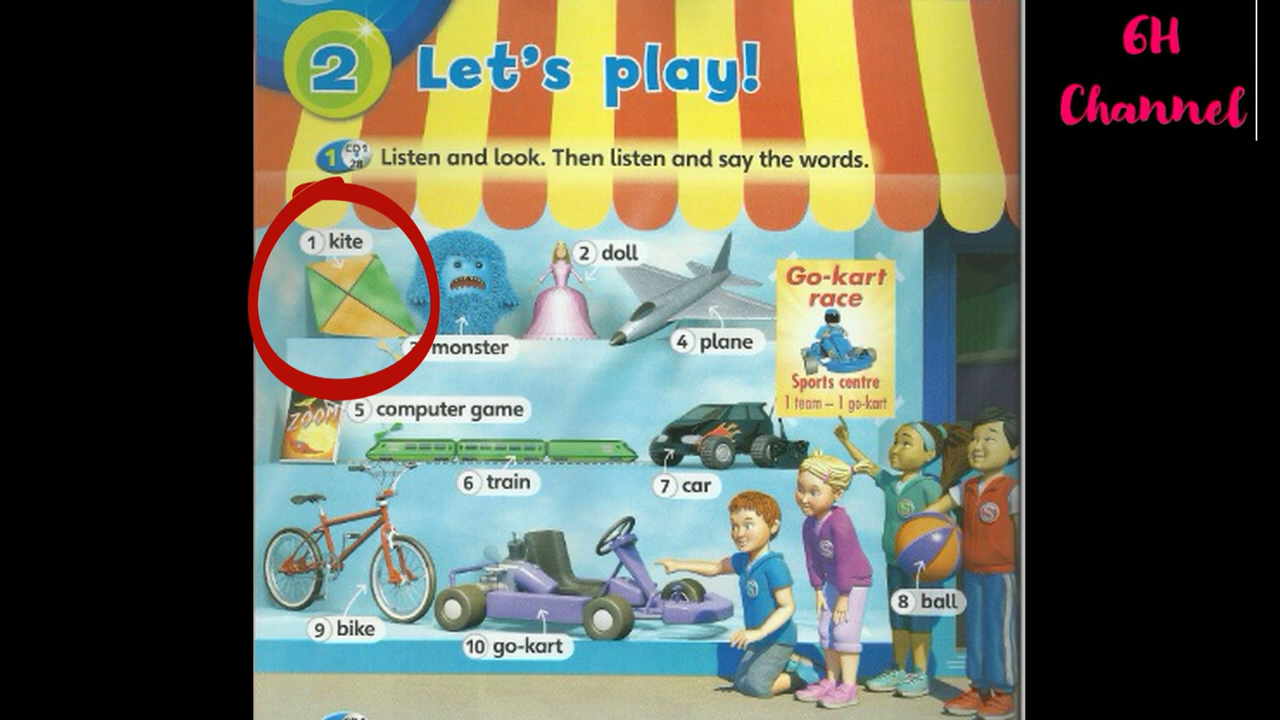 6H
Channel
2 Let's play!
1 CD1 28 Listen and look. Then listen and say the words.
1 kite
2 doll
monster
4 plane
Go-kart
race
Sports centre
1 team – 1 go-kart
ZOOM
5 computer game
6 train
7 car
8 ball
9 bike
10 go-kart